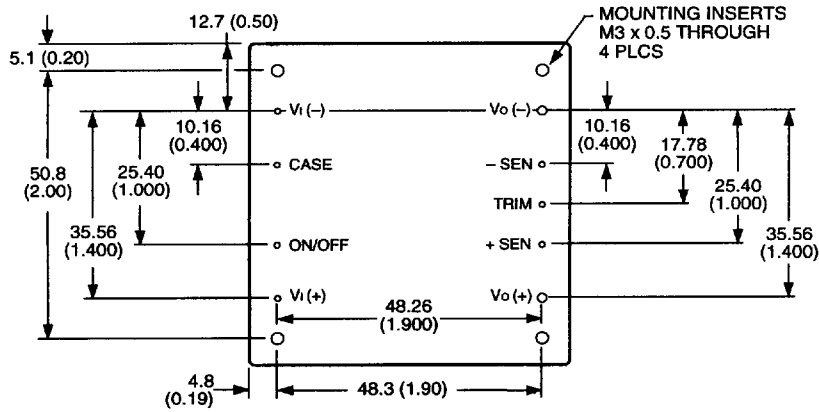 12.7 (0.50)
MOUNTING INSERTS
M3 x 0.5 THROUGH
4 PLCS
5.1 (0.20)
VI (–)
VO (–)
10.16
(0.400)
10.16
(0.400)
17.78
(0.700)
50.8
(2.00)
25.40
(1.000)
CASE
– SEN
TRIM
25.40
(1.000)
35.56
(1.400)
35.56
(1.400)
ON/OFF
+ SEN
VI (+)
VO (+)
48.26
(1.900)
4.8
(0.19)
48.3 (1.90)